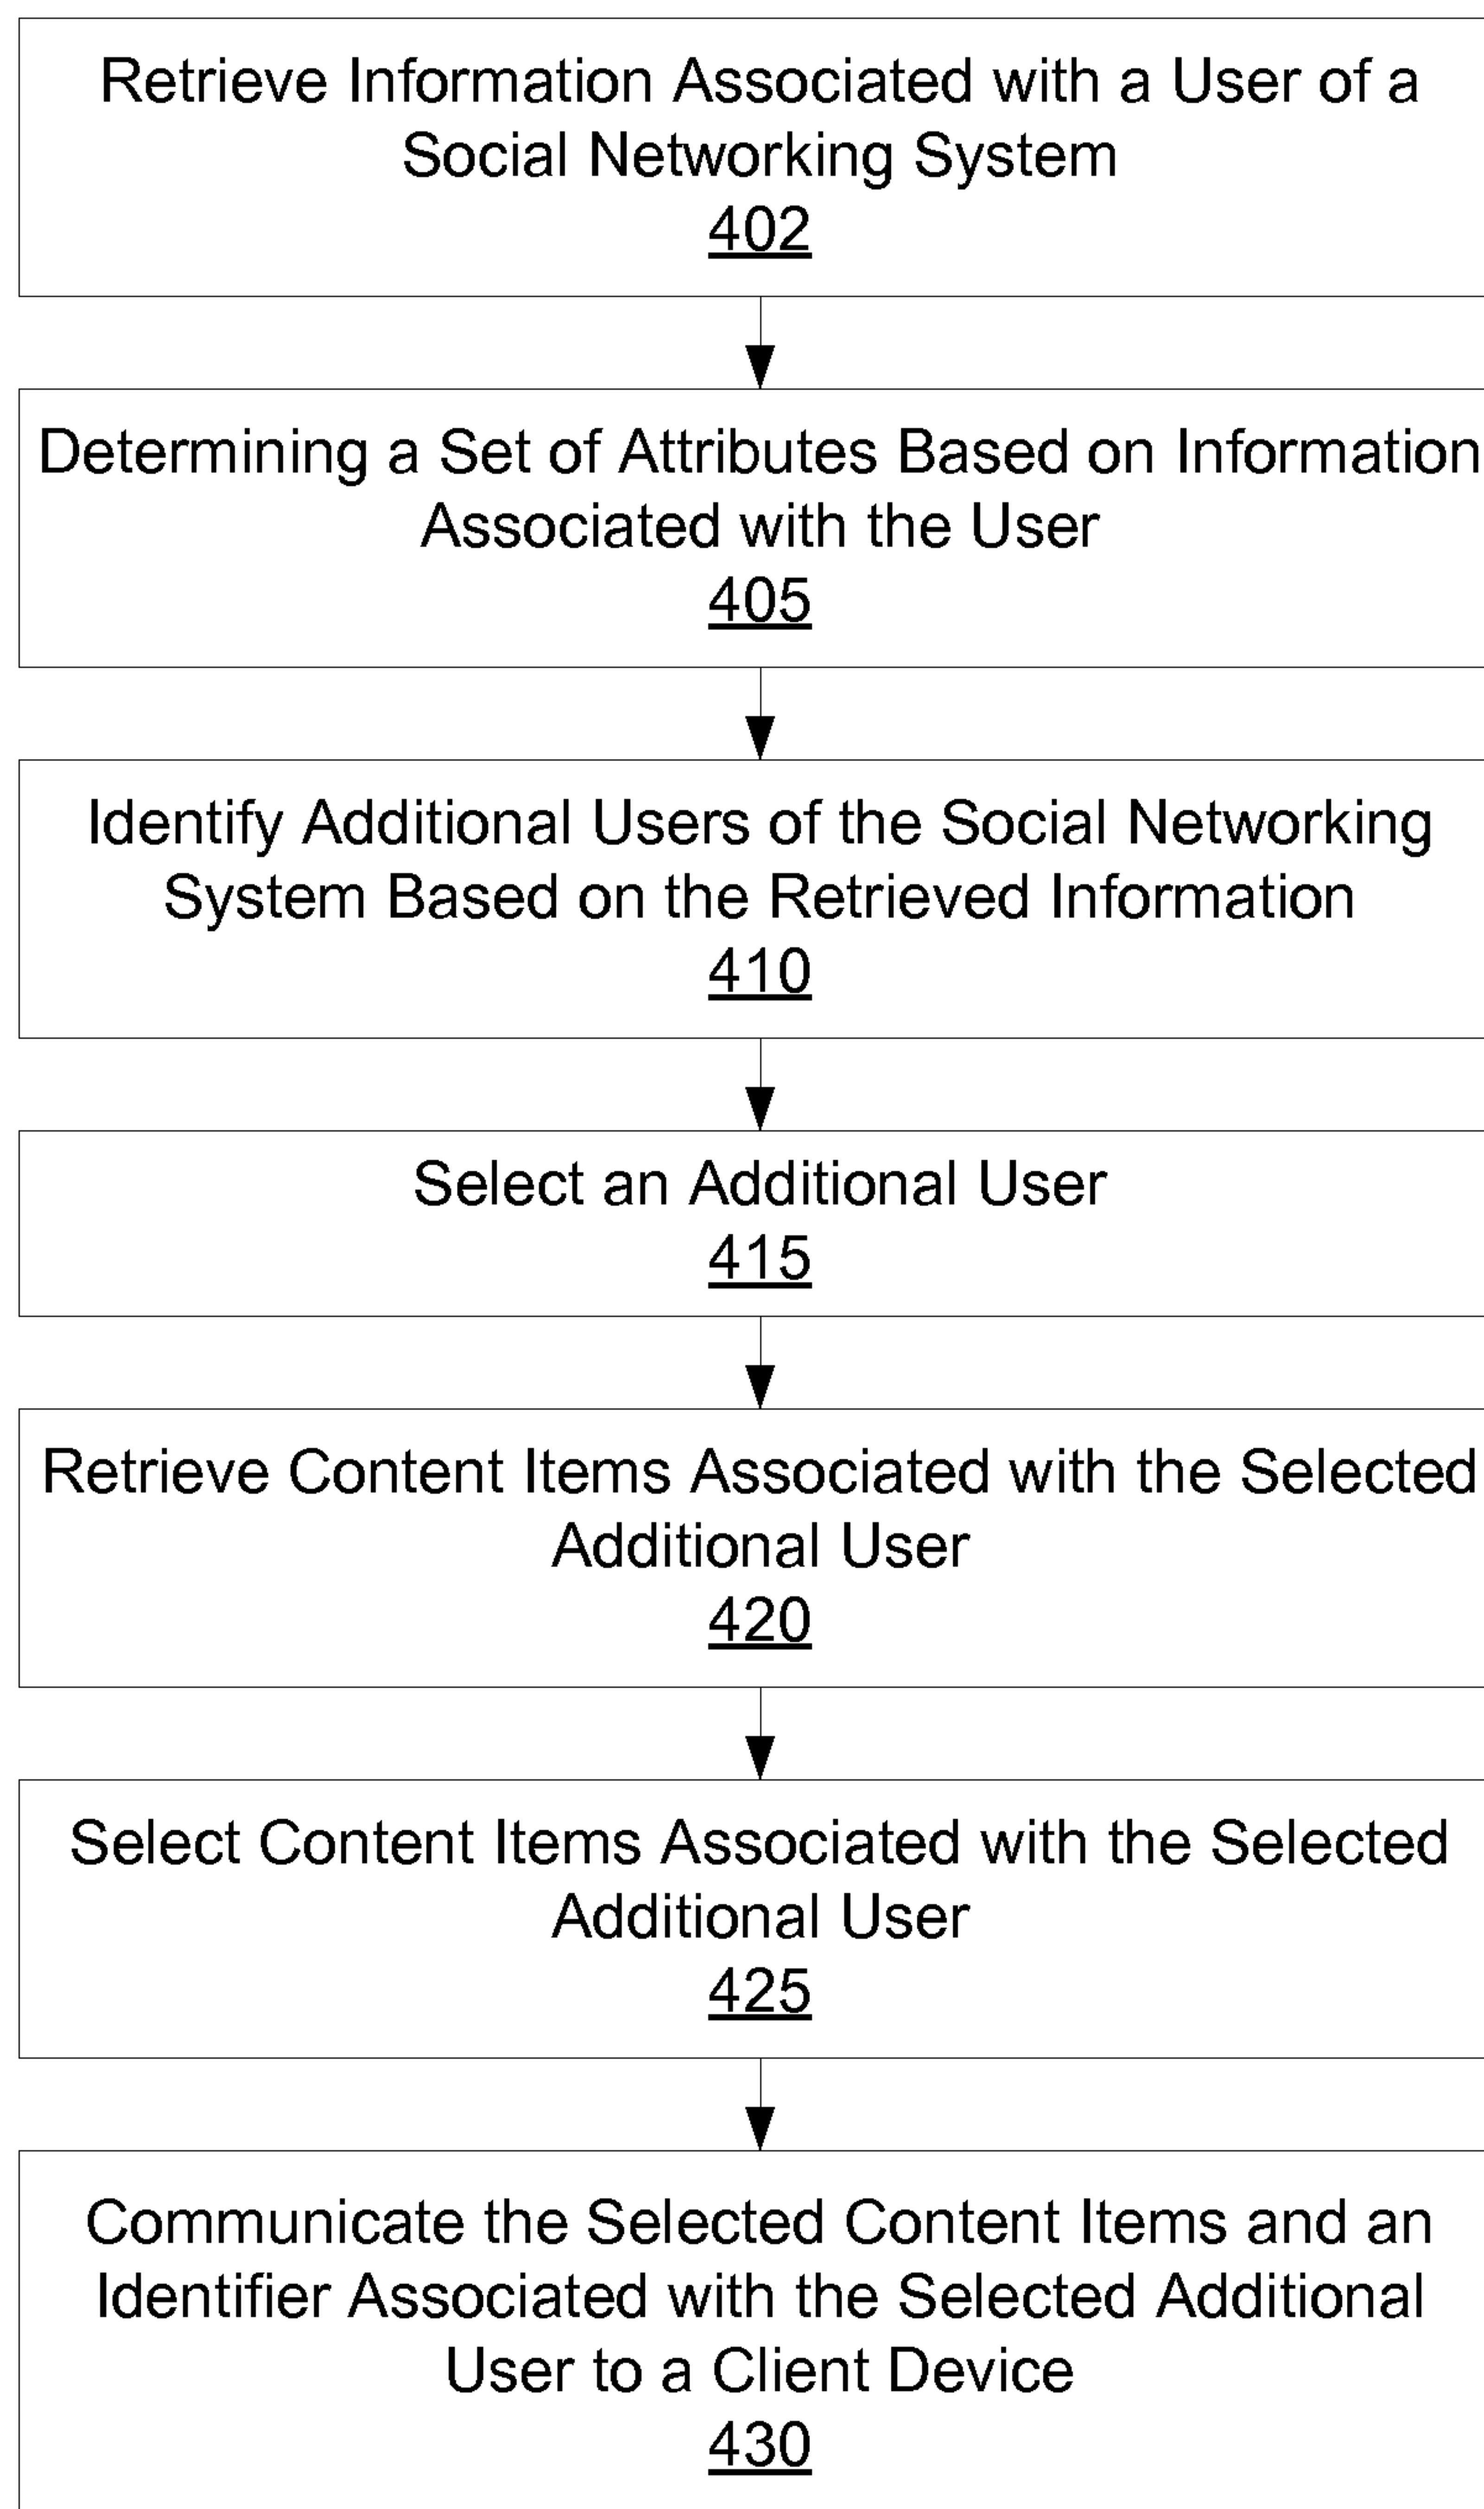 Retrieve Information Associated with a User of a
Social Networking System
402
Determining a Set of Attributes Based on Information
Associated with the User
405
Identify Additional Users of the Social Networking
System Based on the Retrieved Information
410
Select an Additional User
415
Retrieve Content Items Associated with the Selected
Additional User
420
Select Content Items Associated with the Selected
Additional User
425
Communicate the Selected Content Items and an
Identifier Associated with the Selected Additional
User to a Client Device
430